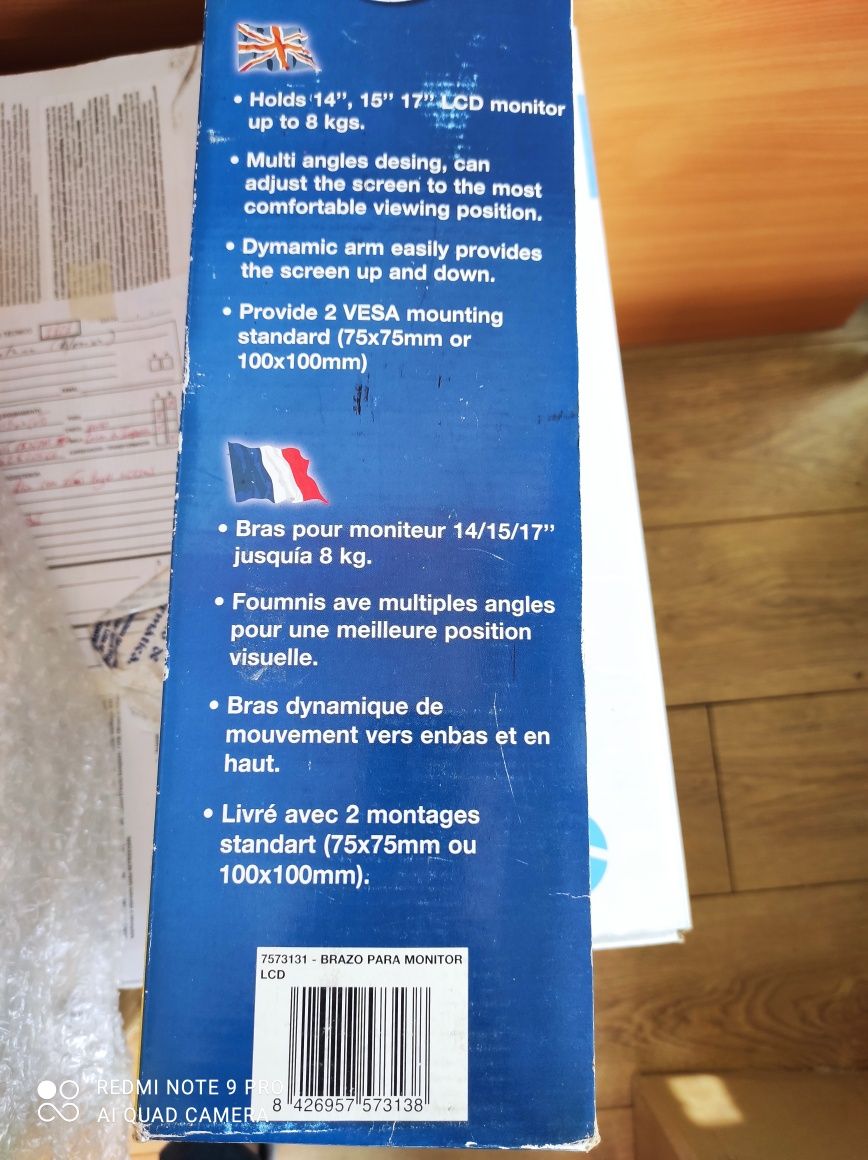 • Holds 14”, 15” 17” LCD monitor
up to 8 kgs.
• Multi angles desing, can
adjust the screen to the most
comfortable viewing position.
• Dymamic arm easily provides
the screen up and down.
• Provide 2 VESA mounting
standard (75x75mm or
100x100mm)
• Bras pour moniteur 14/15/17”
jusquía 8 kg.
• Foumnis ave multiples angles
pour une meilleure position
visuelle.
• Bras dynamique de
mouvement vers enbas et en
haut.
• Livré avec 2 montages
standart (75x75mm ou
100x100mm).
7573131 - BRAZO PARA MONITOR
LCD
8 426957 573138
REDMI NOTE 9 PRO
AI QUAD CAMERA